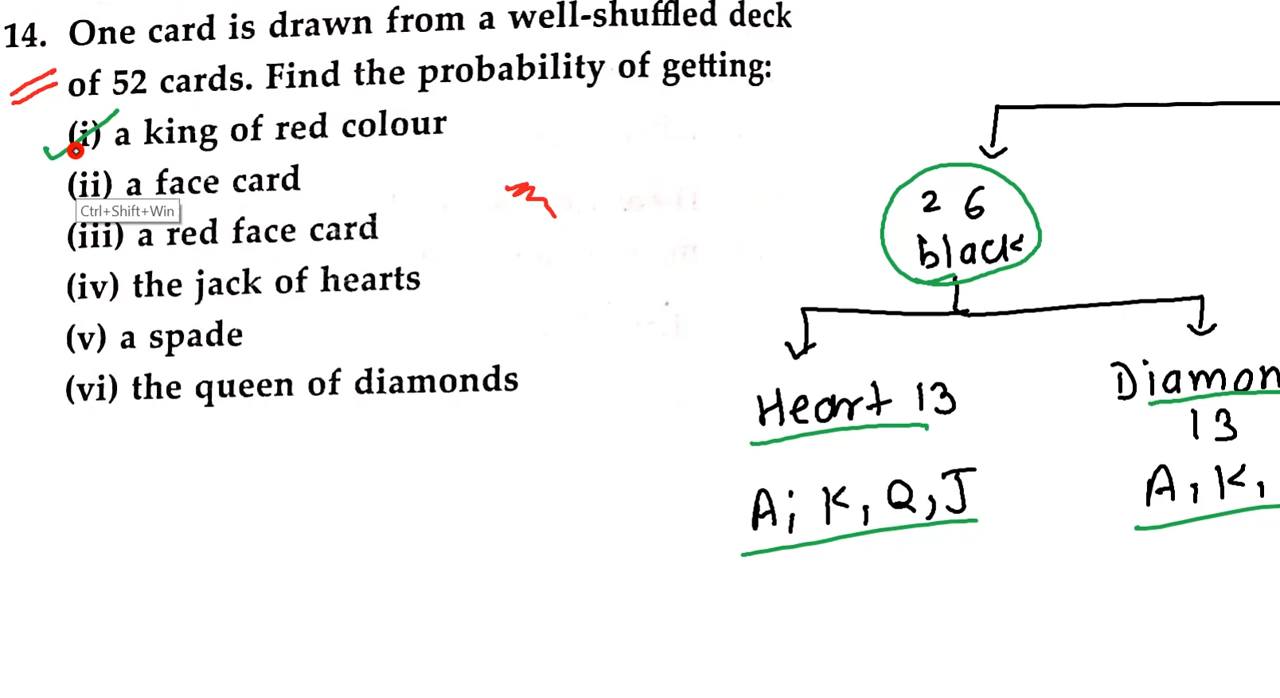 14. One card is drawn from a well-shuffled deck
of 52 cards. Find the probability of getting:
(i) a king of red colour
(ii) a face card
Ctrl+Shift+Win
(iii) a red face card
(iv) the jack of hearts
(v) a spade
(vi) the queen of diamonds
26
black
Heart 13
A; K, Q, J
Diamon
13
A, K,